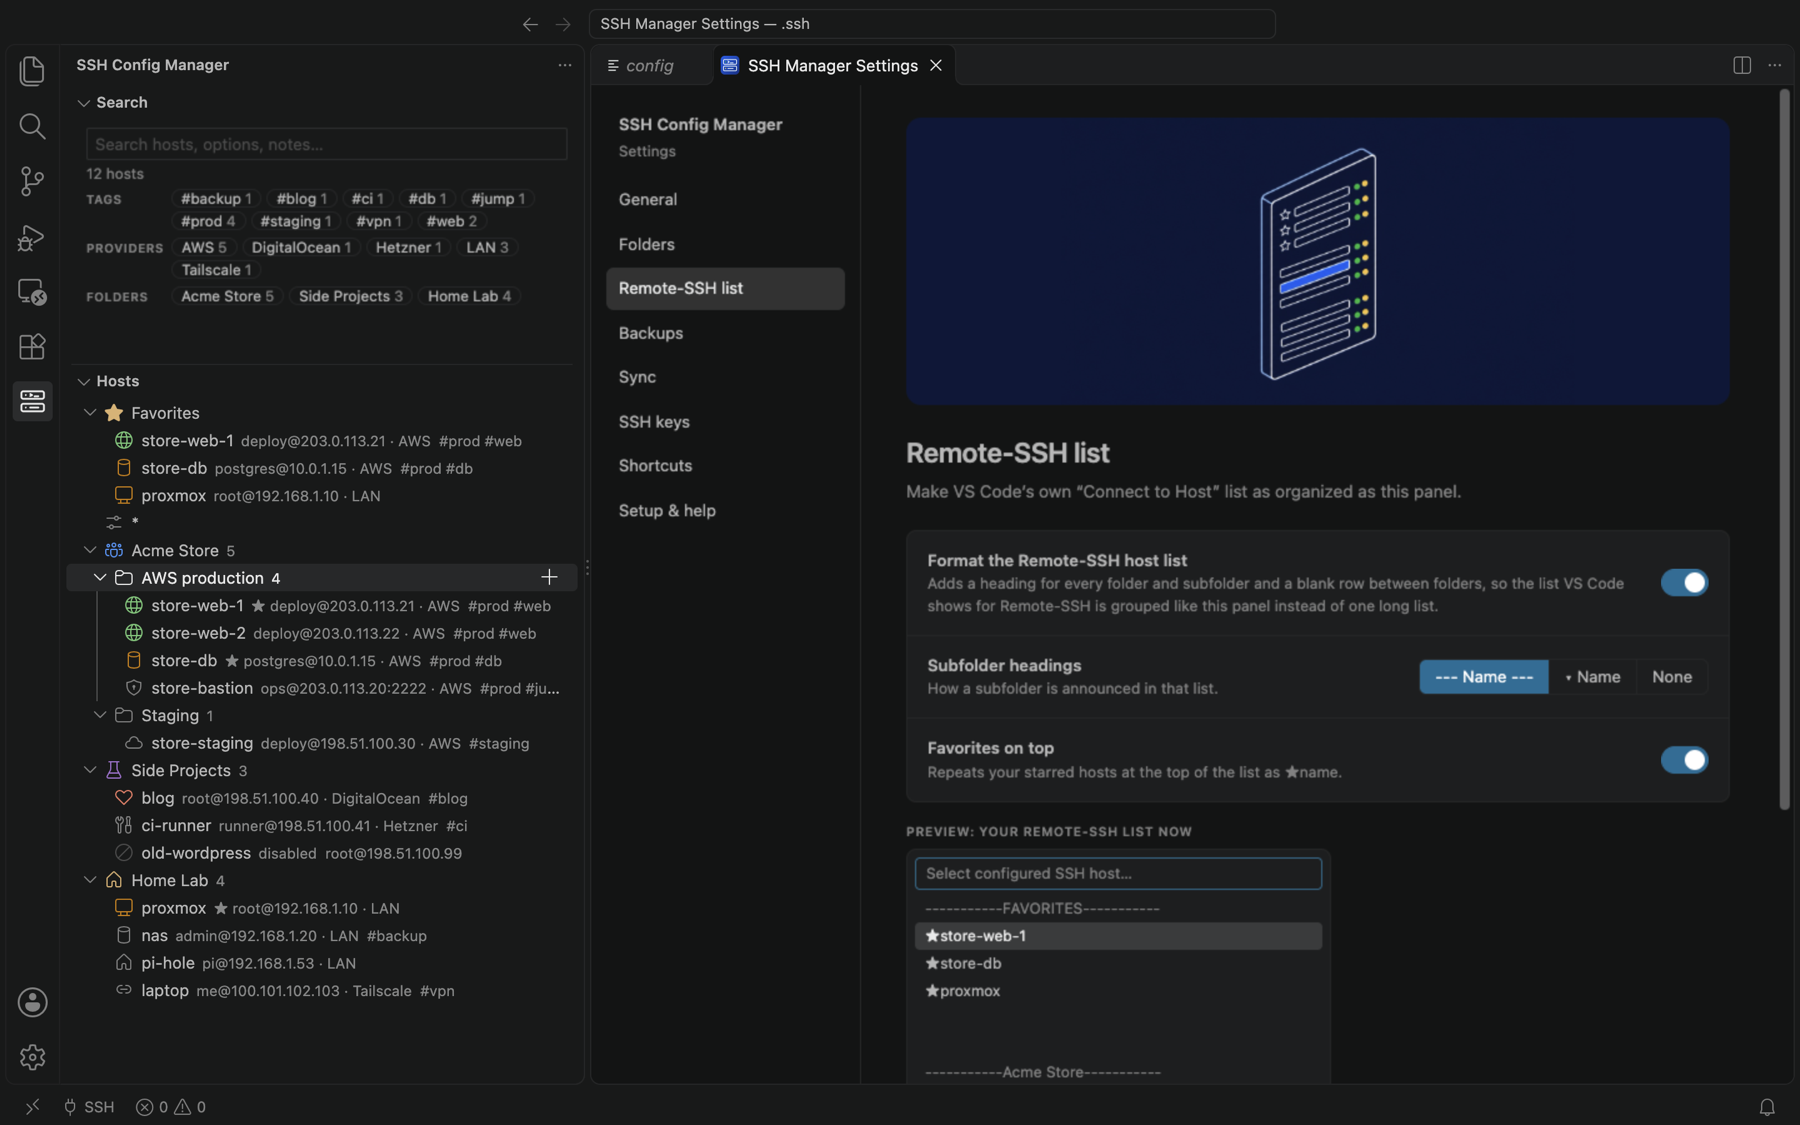 SSH Manager Settings — .ssh
SSH Config Manager
Search
Search hosts, options, notes...
12 hosts
TAGS #backup 1 #blog 1 #ci 1 #db 1 #jump 1
#prod 4 #staging 1 #vpn 1 #web 2
PROVIDERS AWS 5 DigitalOcean 1 Hetzner 1 LAN 3
Tailscale 1
FOLDERS Acme Store 5 Side Projects 3 Home Lab 4
Hosts
Favorites
store-web-1 deploy@203.0.113.21 · AWS #prod #web
store-db postgres@10.0.1.15 · AWS #prod #db
proxmox root@192.168.1.10 · LAN
*
Acme Store 5
AWS production 4
store-web-1 ★ deploy@203.0.113.21 · AWS #prod #web
store-web-2 deploy@203.0.113.22 · AWS #prod #web
store-db ★ postgres@10.0.1.15 · AWS #prod #db
store-bastion ops@203.0.113.20:2222 · AWS #prod #ju...
Staging 1
store-staging deploy@198.51.100.30 · AWS #staging
Side Projects 3
blog root@198.51.100.40 · DigitalOcean #blog
ci-runner runner@198.51.100.41 · Hetzner #ci
old-wordpress disabled root@198.51.100.99
Home Lab 4
proxmox ★ root@192.168.1.10 · LAN
nas admin@192.168.1.20 · LAN #backup
pi-hole pi@192.168.1.53 · LAN
laptop me@100.101.102.103 · Tailscale #vpn
config
SSH Manager Settings
SSH Config Manager
Settings
General
Folders
Remote-SSH list
Backups
Sync
SSH keys
Shortcuts
Setup & help
Remote-SSH list
Make VS Code's own “Connect to Host” list as organized as this panel.
Format the Remote-SSH host list
Adds a heading for every folder and subfolder and a blank row between folders, so the list VS Code
shows for Remote-SSH is grouped like this panel instead of one long list.
Subfolder headings
How a subfolder is announced in that list.
--- Name --- ▾ Name None
Favorites on top
Repeats your starred hosts at the top of the list as ★name.
PREVIEW: YOUR REMOTE-SSH LIST NOW
Select configured SSH host...
-----------FAVORITES-----------
★store-web-1
★store-db
★proxmox
-----------Acme Store-----------
SSH 0 0